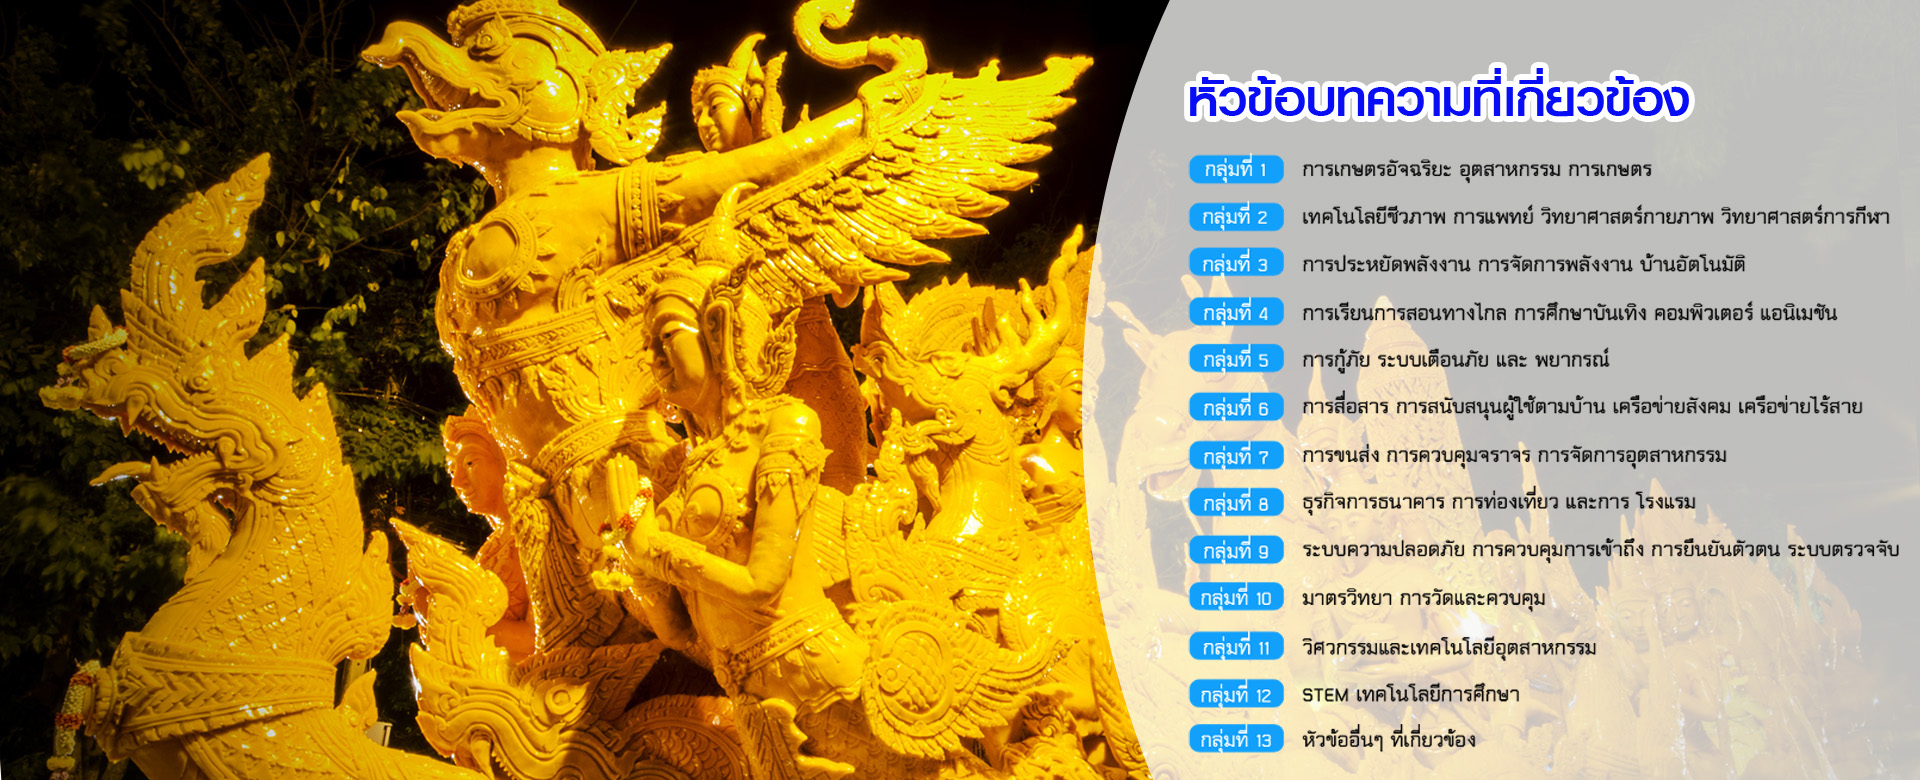 หัวข้อบทความที่เกี่ยวข้อง
กลุ่มที่ 1 การเกษตรอัจฉริยะ อุตสาหกรรม การเกษตร
กลุ่มที่ 2 เทคโนโลยีชีวภาพ การแพทย์ วิทยาศาสตร์กายภาพ วิทยาศาสตร์การกีฬา
กลุ่มที่ 3 การประหยัดพลังงาน การจัดการพลังงาน บ้านอัตโนมัติ
กลุ่มที่ 4 การเรียนการสอนทางไกล การศึกษาบันเทิง คอมพิวเตอร์ แอนิเมชัน
กลุ่มที่ 5 การกู้ภัย ระบบเตือนภัย และ พยากรณ์
กลุ่มที่ 6 การสื่อสาร การสนับสนุนผู้ใช้ตามบ้าน เครือข่ายสังคม เครือข่ายไร้สาย
กลุ่มที่ 7 การขนส่ง การควบคุมจราจร การจัดการอุตสาหกรรม
กลุ่มที่ 8 ธุรกิจการธนาคาร การท่องเที่ยว และการ โรงแรม
กลุ่มที่ 9 ระบบความปลอดภัย การควบคุมการเข้าถึง การยืนยันตัวตน ระบบตรวจจับ
กลุ่มที่ 10 มาตรวิทยา การวัดและควบคุม
กลุ่มที่ 11 วิศวกรรมและเทคโนโลยีอุตสาหกรรม
กลุ่มที่ 12 STEM เทคโนโลยีการศึกษา
กลุ่มที่ 13 หัวข้ออื่นๆ ที่เกี่ยวข้อง